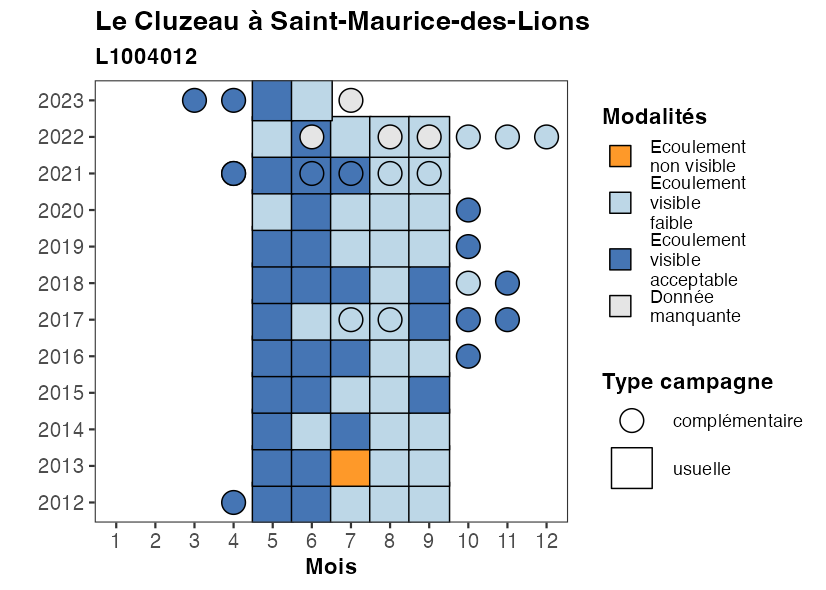 Le Cluzeau à Saint-Maurice-des-Lions
L1004012
2023
2022
2021
2020
2019
2018
2017
2016
2015
2014
2013
2012
1 2 3 4 5 6 7 8 9 10 11 12
Mois
Modalités
Ecoulement
non visible
Ecoulement
visible
faible
Ecoulement
visible
acceptable
Donnée
manquante
Type campagne
complémentaire
usuelle